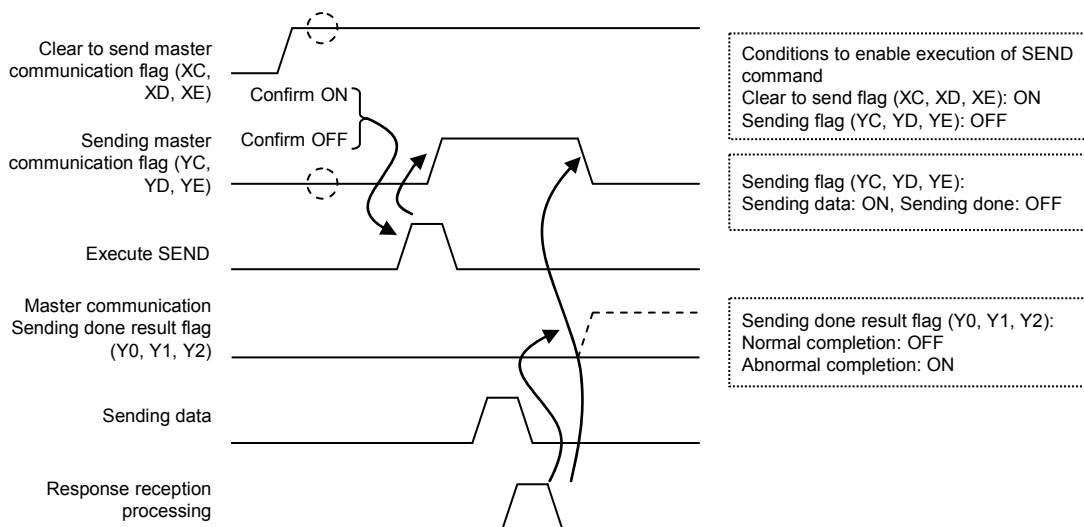 Clear to send master
communication flag (XC,
XD, XE)
Confirm ON
Confirm OFF
Sending master
communication flag (YC,
YD, YE)
Execute SEND
Master communication
Sending done result flag
(Y0, Y1, Y2)
Sending data
Response reception
processing
Conditions to enable execution of SEND
command
Clear to send flag (XC, XD, XE): ON
Sending flag (YC, YD, YE): OFF
Sending flag (YC, YD, YE):
Sending data: ON, Sending done: OFF
Sending done result flag (Y0, Y1, Y2):
Normal completion: OFF
Abnormal completion: ON